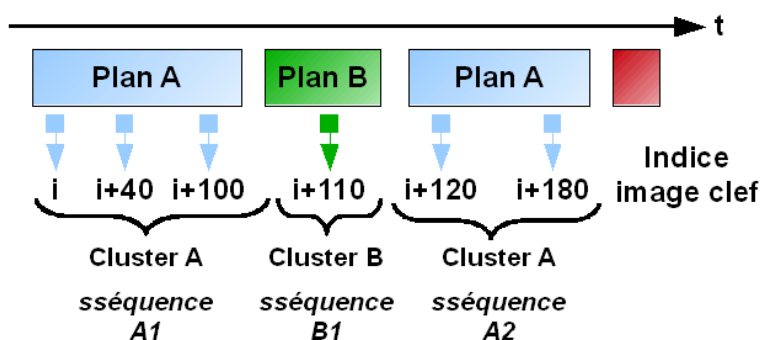 t
Plan A Plan B Plan A
i i+40 i+100 i+110 i+120 i+180
Indice
image clef
Cluster A Cluster B Cluster A
sséquence sséquence sséquence
A1 B1 A2